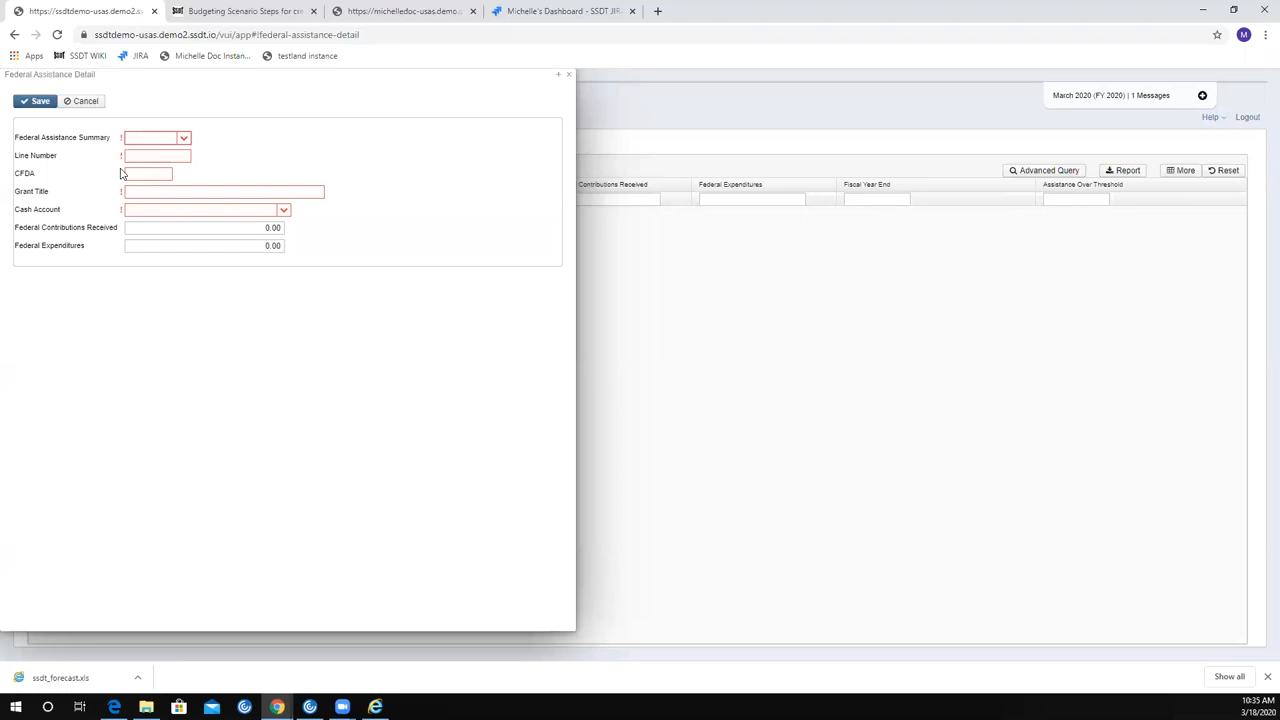 https://ssdtdemo-usas.demo2.ss
Budgeting Scenario Steps for cr
https://michelledoc-usas.demo.
Michelle's Dashboard - SSDT JIR
ssdtdemo-usas.demo2.ssdt.io/vui/app#!federal-assistance-detail
M
Apps
SSDT WIKI
JIRA
Michelle Doc Instan...
testland instance
Federal Assistance Detail
March 2020 (FY 2020) | 1 Messages
Save
Cancel
Help
Logout
Federal Assistance Summary !
Line Number !
CFDA
Grant Title !
Cash Account !
Federal Contributions Received 0.00
Federal Expenditures 0.00
Advanced Query
Report
More
Reset
Contributions Received
Federal Expenditures
Fiscal Year End
Assistance Over Threshold
ssdt_forecast.xls
Show all
10:35 AM
3/18/2020